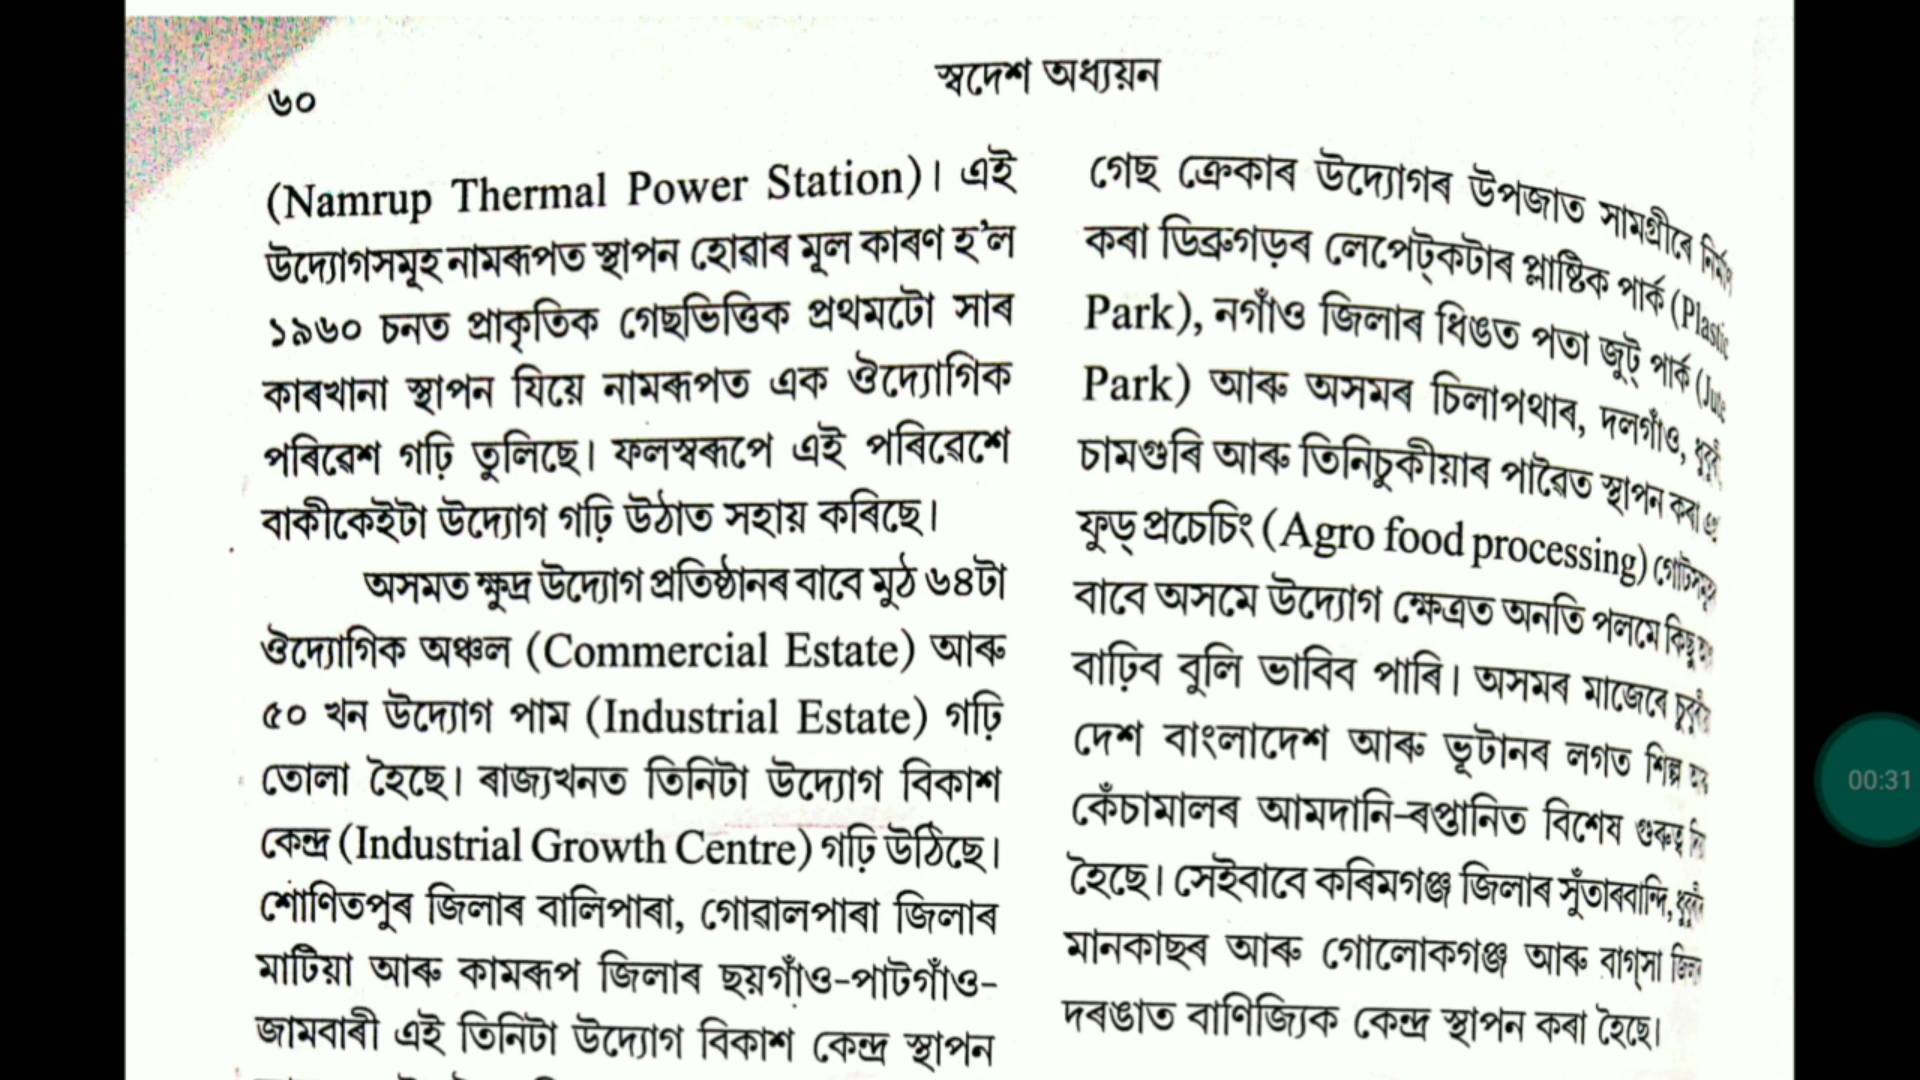 ৬০
স্বদেশ অধ্যয়ন
(Namrup Thermal Power Station)। এই
উদ্যোগসমূহ নামৰূপত স্থাপন হোৱাৰ মূল কাৰণ হ’ল
১৯৬০ চনত প্ৰাকৃতিক গেছভিত্তিক প্ৰথমটো সাৰ
কাৰখানা স্থাপন যিয়ে নামৰূপত এক ঔদ্যোগিক
পৰিৱেশ গঢ়ি তুলিছে। ফলস্বৰূপে এই পৰিৱেশে
বাকীকেইটা উদ্যোগ গঢ়ি উঠাত সহায় কৰিছে।
অসমত ক্ষুদ্ৰ উদ্যোগ প্ৰতিষ্ঠানৰ বাবে মুঠ ৬৪টা
ঔদ্যোগিক অঞ্চল (Commercial Estate) আৰু
৫০ খন উদ্যোগ পাম (Industrial Estate) গঢ়ি
তোলা হৈছে। ৰাজ্যখনত তিনিটা উদ্যোগ বিকাশ
কেন্দ্ৰ (Industrial Growth Centre) গঢ়ি উঠিছে।
শোণিতপুৰ জিলাৰ বালিপাৰা, গোৱালপাৰা জিলাৰ
মাটিয়া আৰু কামৰূপ জিলাৰ ছয়গাঁও-পাটগাঁও-
জামবাৰী এই তিনিটা উদ্যোগ বিকাশ কেন্দ্ৰ স্থাপন
গেছ ক্ৰেকাৰ উদ্যোগৰ উপজাত সামগ্ৰীৰে নিৰ্মাণ
কৰা ডিব্ৰুগড়ৰ লেপেট্কটাৰ প্লাষ্টিক পাৰ্ক (Plastic
Park), নগাঁও জিলাৰ ধিঙত পতা জুট্ পাৰ্ক (Jute
Park) আৰু অসমৰ চিলাপথাৰ, দলগাঁও,
চামগুৰি আৰু তিনিচুকীয়াৰ পাৱৈত স্থাপন কৰা
ফুড্ প্ৰচেচিং (Agro food processing)
বাবে অসমে উদ্যোগ ক্ষেত্ৰত অনতি পলমে কিছু
বাঢ়িব বুলি ভাবিব পাৰি। অসমৰ মাজেৰে
দেশ বাংলাদেশ আৰু ভূটানৰ লগত শিল্প
কেঁচামালৰ আমদানি-ৰপ্তানিত বিশেষ গুৰুত্ব
হৈছে। সেইবাবে কৰিমগঞ্জ জিলাৰ সুঁতাৰবান্দি,
মানকাছৰ আৰু গোলোকগঞ্জ আৰু বাগ্‌সা
দৰঙাত বাণিজ্যিক কেন্দ্ৰ স্থাপন কৰা হৈছে।
00:31